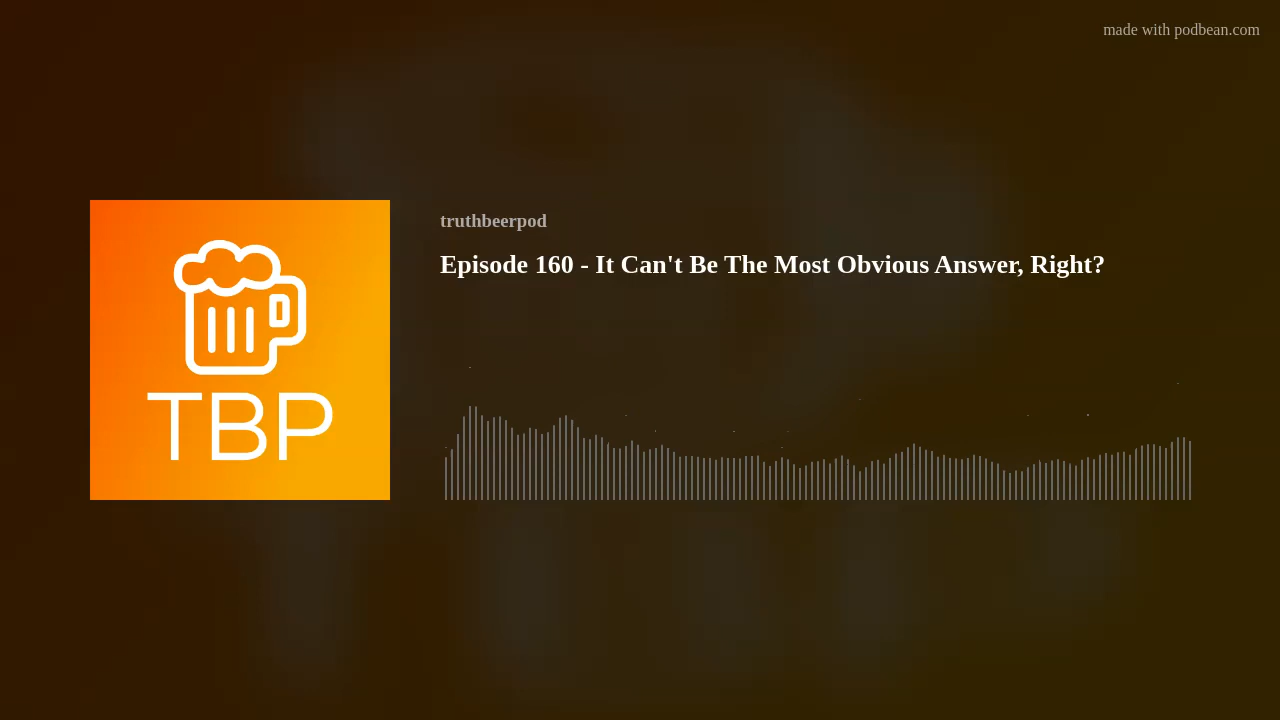 made with podbean.com
truthbeerpod
Episode 160 - It Can't Be The Most Obvious Answer, Right?
TBP